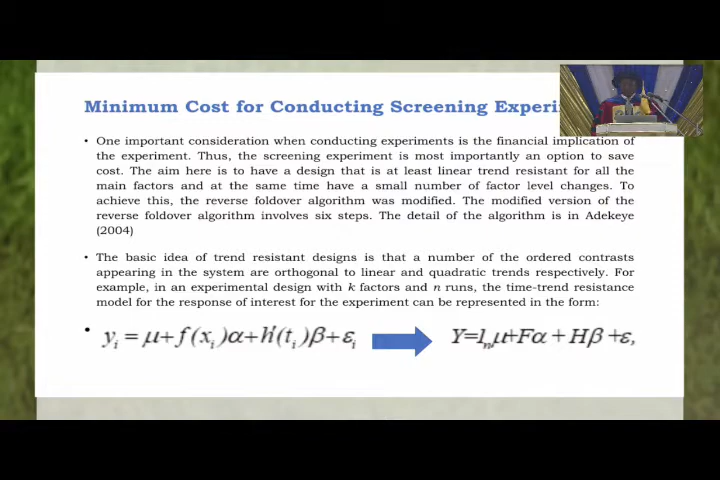 Minimum Cost for Conducting Screening
• One important consideration when conducting experiments is the financial implication of
the experiment. Thus, the screening experiment is most importantly an option to save
cost. The aim here is to have a design that is at least linear trend resistant for all the
main factors and at the same time have a small number of factor level changes. To
achieve this, the reverse foldover algorithm was modified. The modified version of the
reverse foldover algorithm involves six steps. The detail of the algorithm is in Adekeye
(2004)
• The basic idea of trend resistant designs is that a number of the ordered contrasts
appearing in the system are orthogonal to linear and quadratic trends respectively. For
example, in an experimental design with k factors and n runs, the time-trend resistance
model for the response of interest for the experiment can be represented in the form:
• yᵢ = μ+f(xᵢ)α+h'(tᵢ)β+εᵢ Y=1ₙμ+Fα+Hβ+ε,